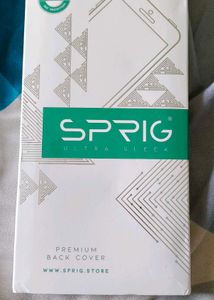 SPRIG®
ULTRA SLEEK
PREMIUM
BACK COVER
WWW.SPRIG.STORE